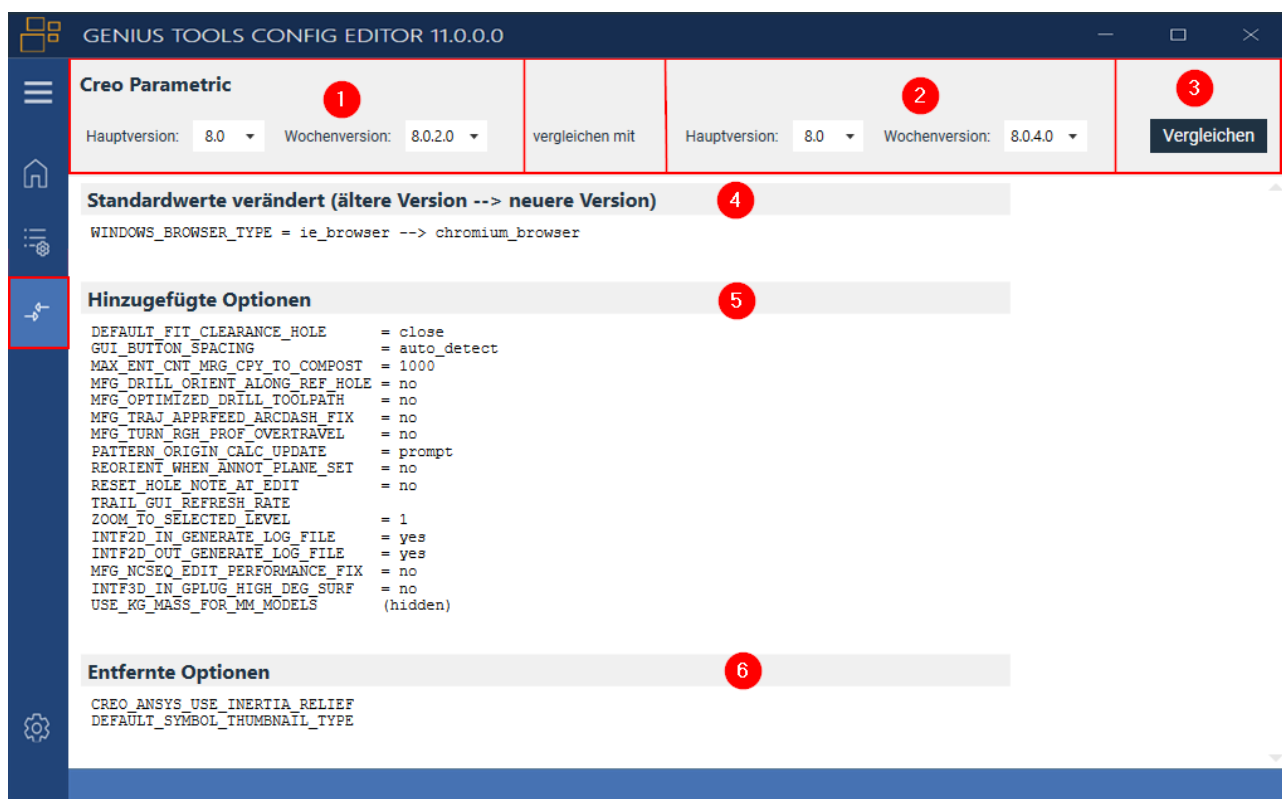 GENIUS TOOLS CONFIG EDITOR 11.0.0.0
Creo Parametric
1
2
3
Hauptversion: 8.0 Wochenversion: 8.0.2.0 vergleichen mit Hauptversion: 8.0 Wochenversion: 8.0.4.0 Vergleichen
Standardwerte verändert (ältere Version --> neuere Version) 4
WINDOWS_BROWSER_TYPE = ie_browser --> chromium_browser
Hinzugefügte Optionen 5
DEFAULT_FIT_CLEARANCE_HOLE = close
GUI_BUTTON_SPACING = auto_detect
MAX_ENT_CNT_MRG_CPY_TO_COMPOST = 1000
MFG_DRILL_ORIENT_ALONG_REF_HOLE = no
MFG_OPTIMIZED_DRILL_TOOLPATH = no
MFG_TRAJ_APPRFEED_ARCDASH_FIX = no
MFG_TURN_RGH_PROF_OVERTRAVEL = no
PATTERN_ORIGIN_CALC_UPDATE = prompt
REORIENT_WHEN_ANNOT_PLANE_SET = no
RESET_HOLE_NOTE_AT_EDIT = no
TRAIL_GUI_REFRESH_RATE
ZOOM_TO_SELECTED_LEVEL = 1
INTF2D_IN_GENERATE_LOG_FILE = yes
INTF2D_OUT_GENERATE_LOG_FILE = yes
MFG_NCSEQ_EDIT_PERFORMANCE_FIX = no
INTF3D_IN_GPLUG_HIGH_DEG_SURF = no
USE_KG_MASS_FOR_MM_MODELS (hidden)
Entfernte Optionen 6
CREO_ANSYS_USE_INERTIA_RELIEF
DEFAULT_SYMBOL_THUMBNAIL_TYPE